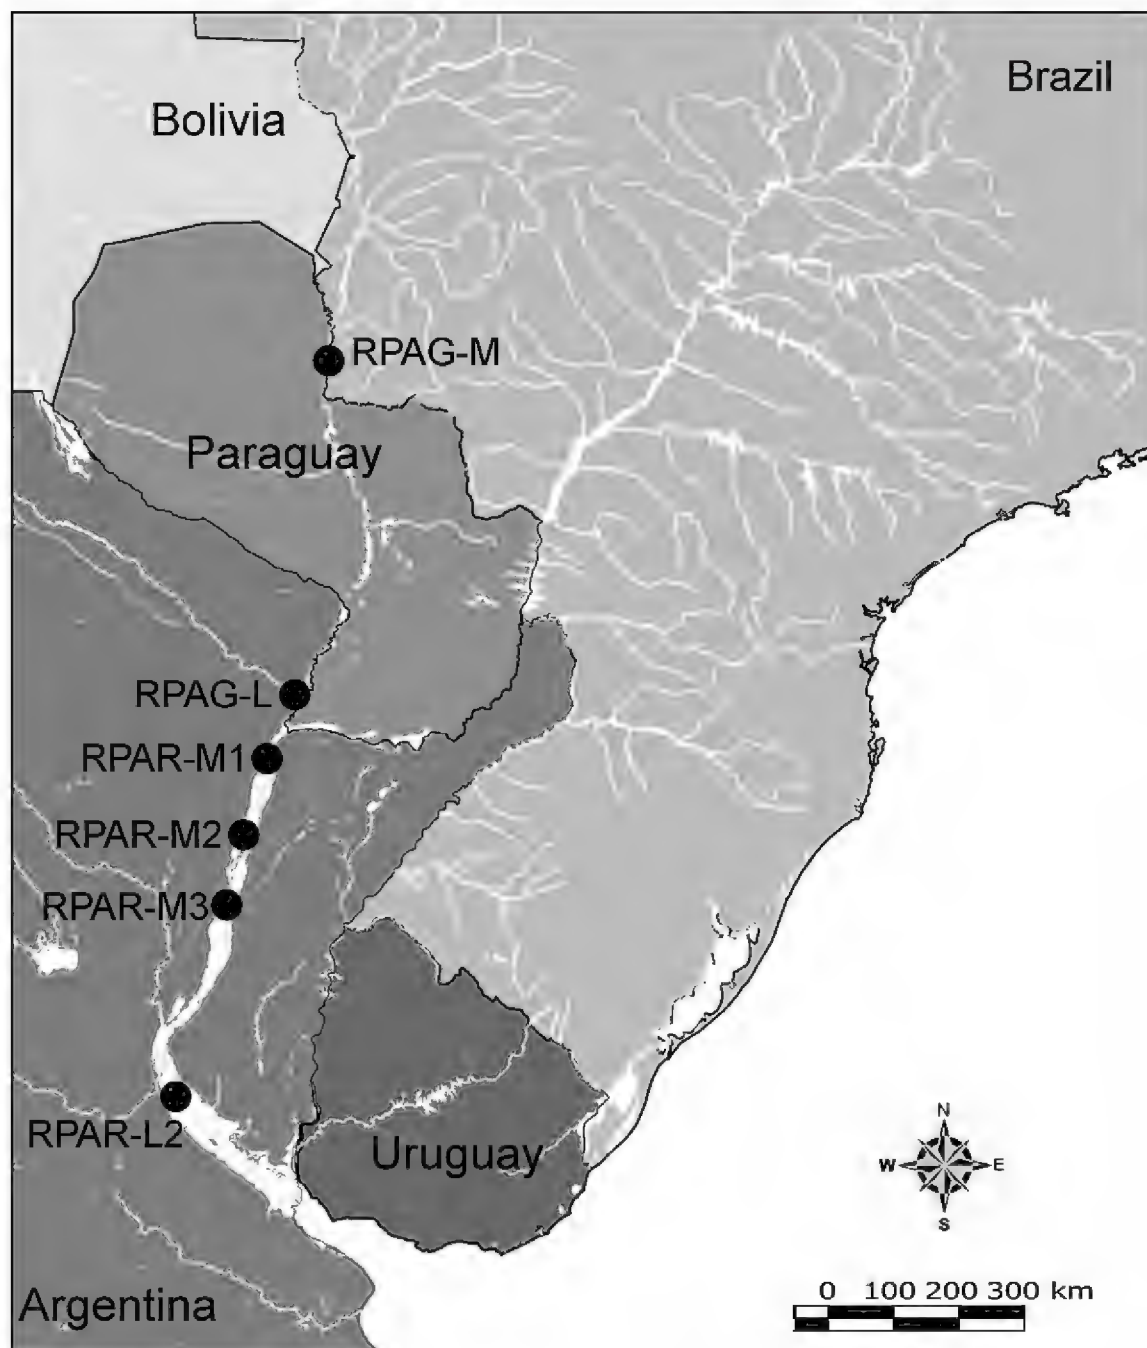 Brazil
Bolivia
RPAG-M
Paraguay
RPAG-L
RPAR-M1
RPAR-M2
RPAR-M3
RPAR-L2
Uruguay
N
W E
S
Argentina
0 100 200 300 km